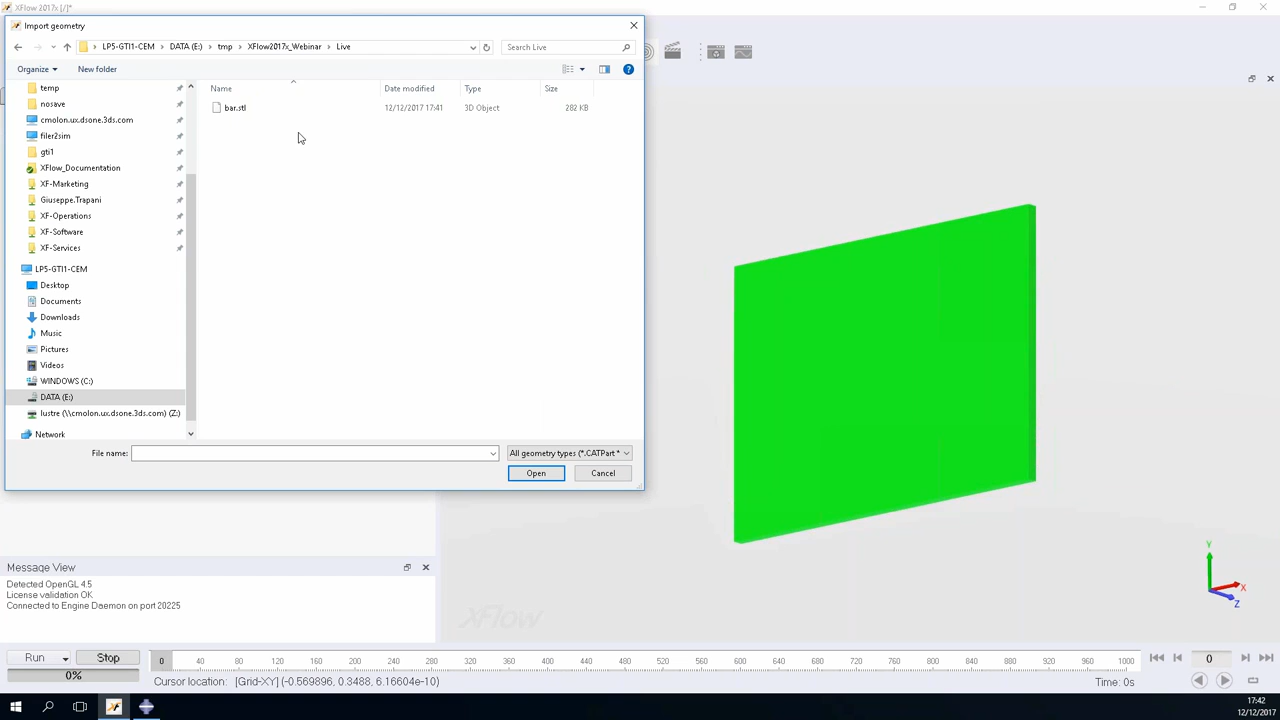 XFlow 2017x [/]*
Import geometry
LP5-GTI1-CEM > DATA (E:) > tmp > XFlow2017x_Webinar > Live
Search Live
Organize
New folder
temp
nosave
cmolon.ux.dsone.3ds.com
filer2sim
gti1
XFlow_Documentation
XF-Marketing
Giuseppe.Trapani
XF-Operations
XF-Software
XF-Services
LP5-GTI1-CEM
Desktop
Documents
Downloads
Music
Pictures
Videos
WINDOWS (C:)
DATA (E:)
lustre (\\cmolon.ux.dsone.3ds.com) (Z:)
Network
Name Date modified Type Size
bar.stl 12/12/2017 17:41 3D Object 282 KB
File name:
All geometry types (*.CATPart *
Open
Cancel
Y
X
Z
XFlow
Message View
Detected OpenGL 4.5
License validation OK
Connected to Engine Daemon on port 20225
Run
Stop
0%
0 40 80 120 160 200 240 280 320 360 400 440 480 520 560 600 640 680 720 760 800 840 880 920 960 1000
0
Cursor location: [Grid-XY] (-0.569896, 0.3488, 6.16604e-10)
Time: 0s
17:42
12/12/2017